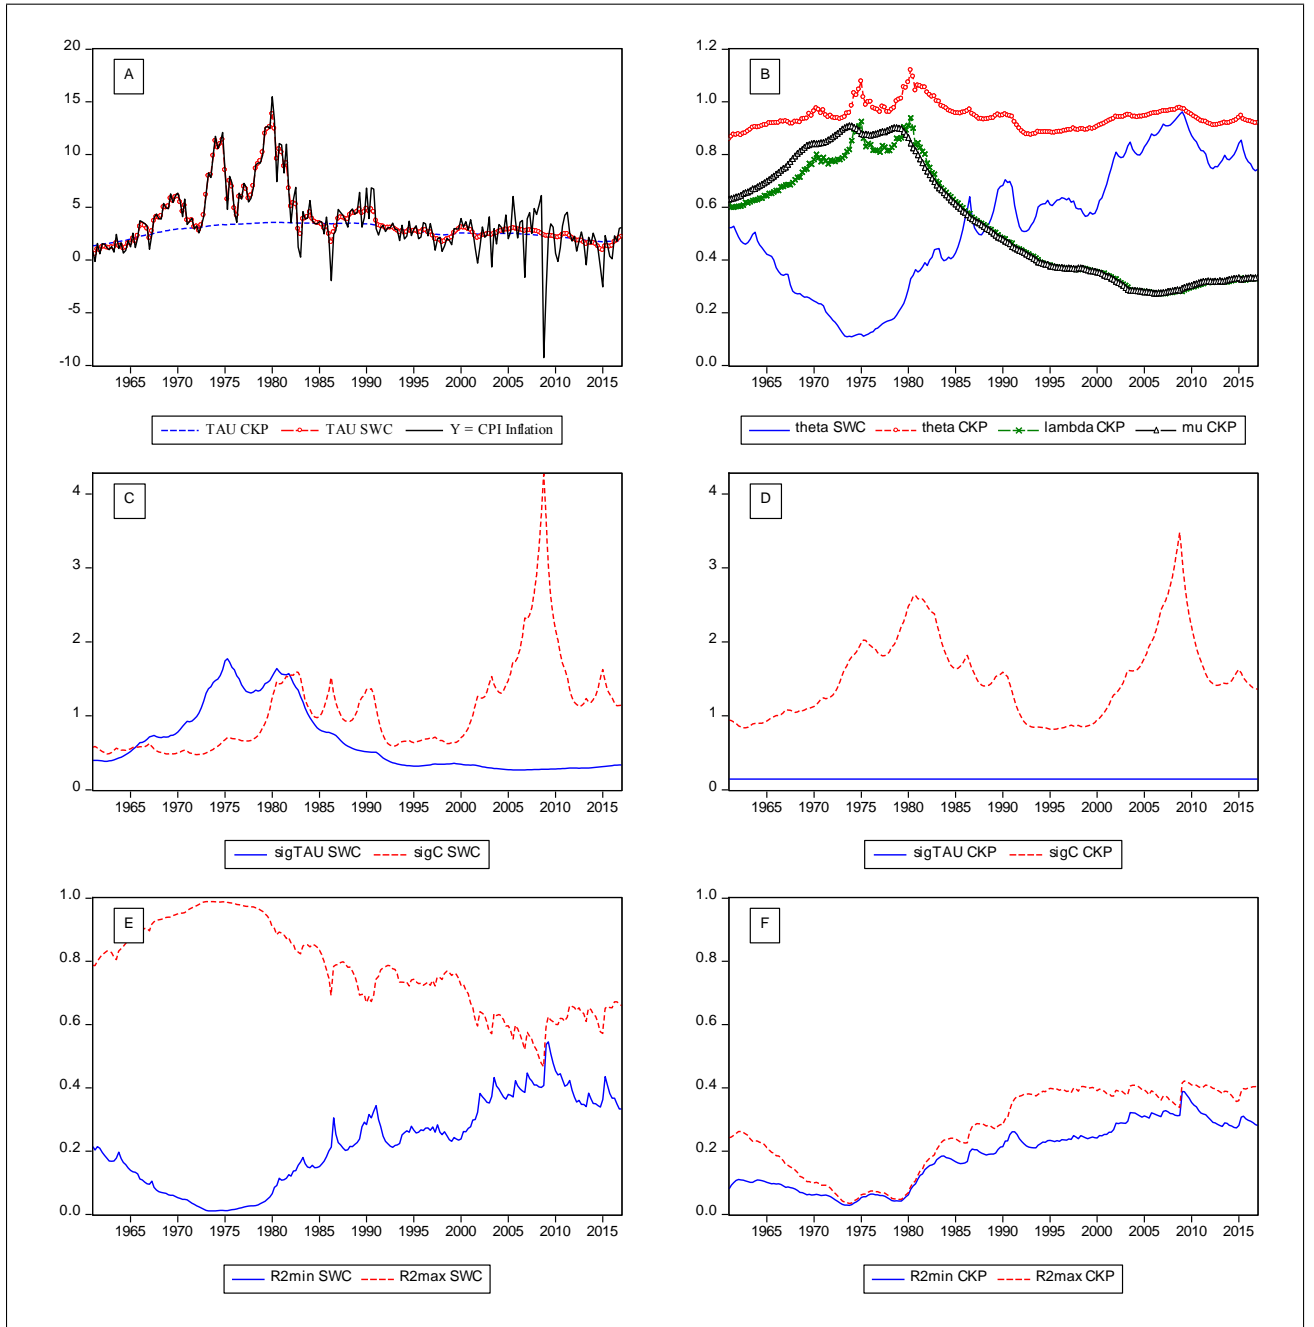 A
20
15
10
5
0
-5
-10
1965 1970 1975 1980 1985 1990 1995 2000 2005 2010 2015
TAU CKP TAU SWC Y = CPI Inflation
B
1.2
1.0
0.8
0.6
0.4
0.2
0.0
1965 1970 1975 1980 1985 1990 1995 2000 2005 2010 2015
theta SWC theta CKP lambda CKP mu CKP
C
4
3
2
1
0
1965 1970 1975 1980 1985 1990 1995 2000 2005 2010 2015
sigTAU SWC sigC SWC
D
4
3
2
1
0
1965 1970 1975 1980 1985 1990 1995 2000 2005 2010 2015
sigTAU CKP sigC CKP
E
1.0
0.8
0.6
0.4
0.2
0.0
1965 1970 1975 1980 1985 1990 1995 2000 2005 2010 2015
R2min SWC R2max SWC
F
1.0
0.8
0.6
0.4
0.2
0.0
1965 1970 1975 1980 1985 1990 1995 2000 2005 2010 2015
R2min CKP R2max CKP